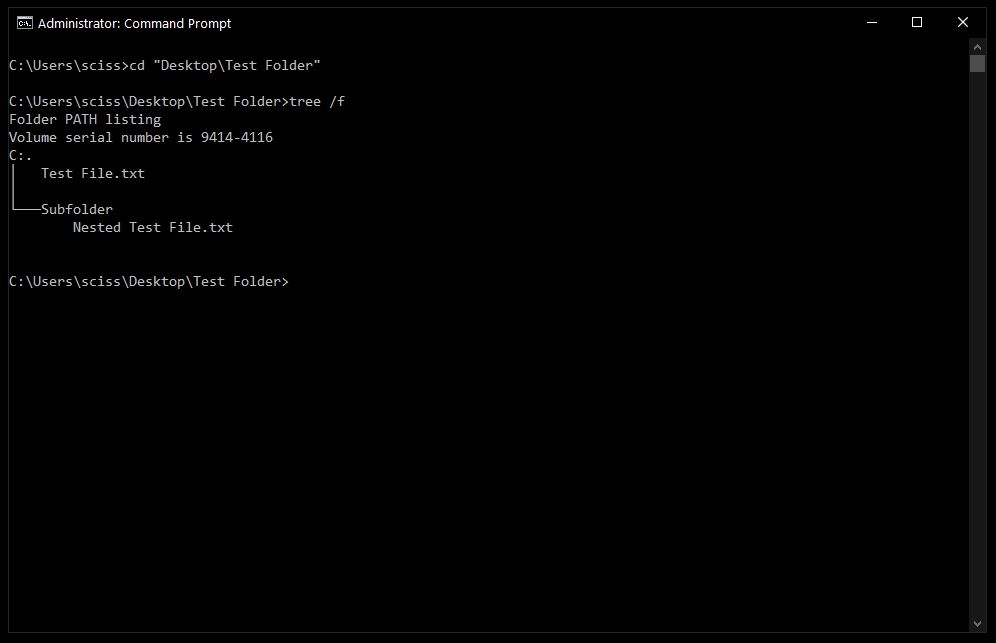 Administrator: Command Prompt
C:\Users\sciss>cd "Desktop\Test Folder"
C:\Users\sciss\Desktop\Test Folder>tree /f
Folder PATH listing
Volume serial number is 9414-4116
C:.
│   Test File.txt
│
└───Subfolder
        Nested Test File.txt
C:\Users\sciss\Desktop\Test Folder>